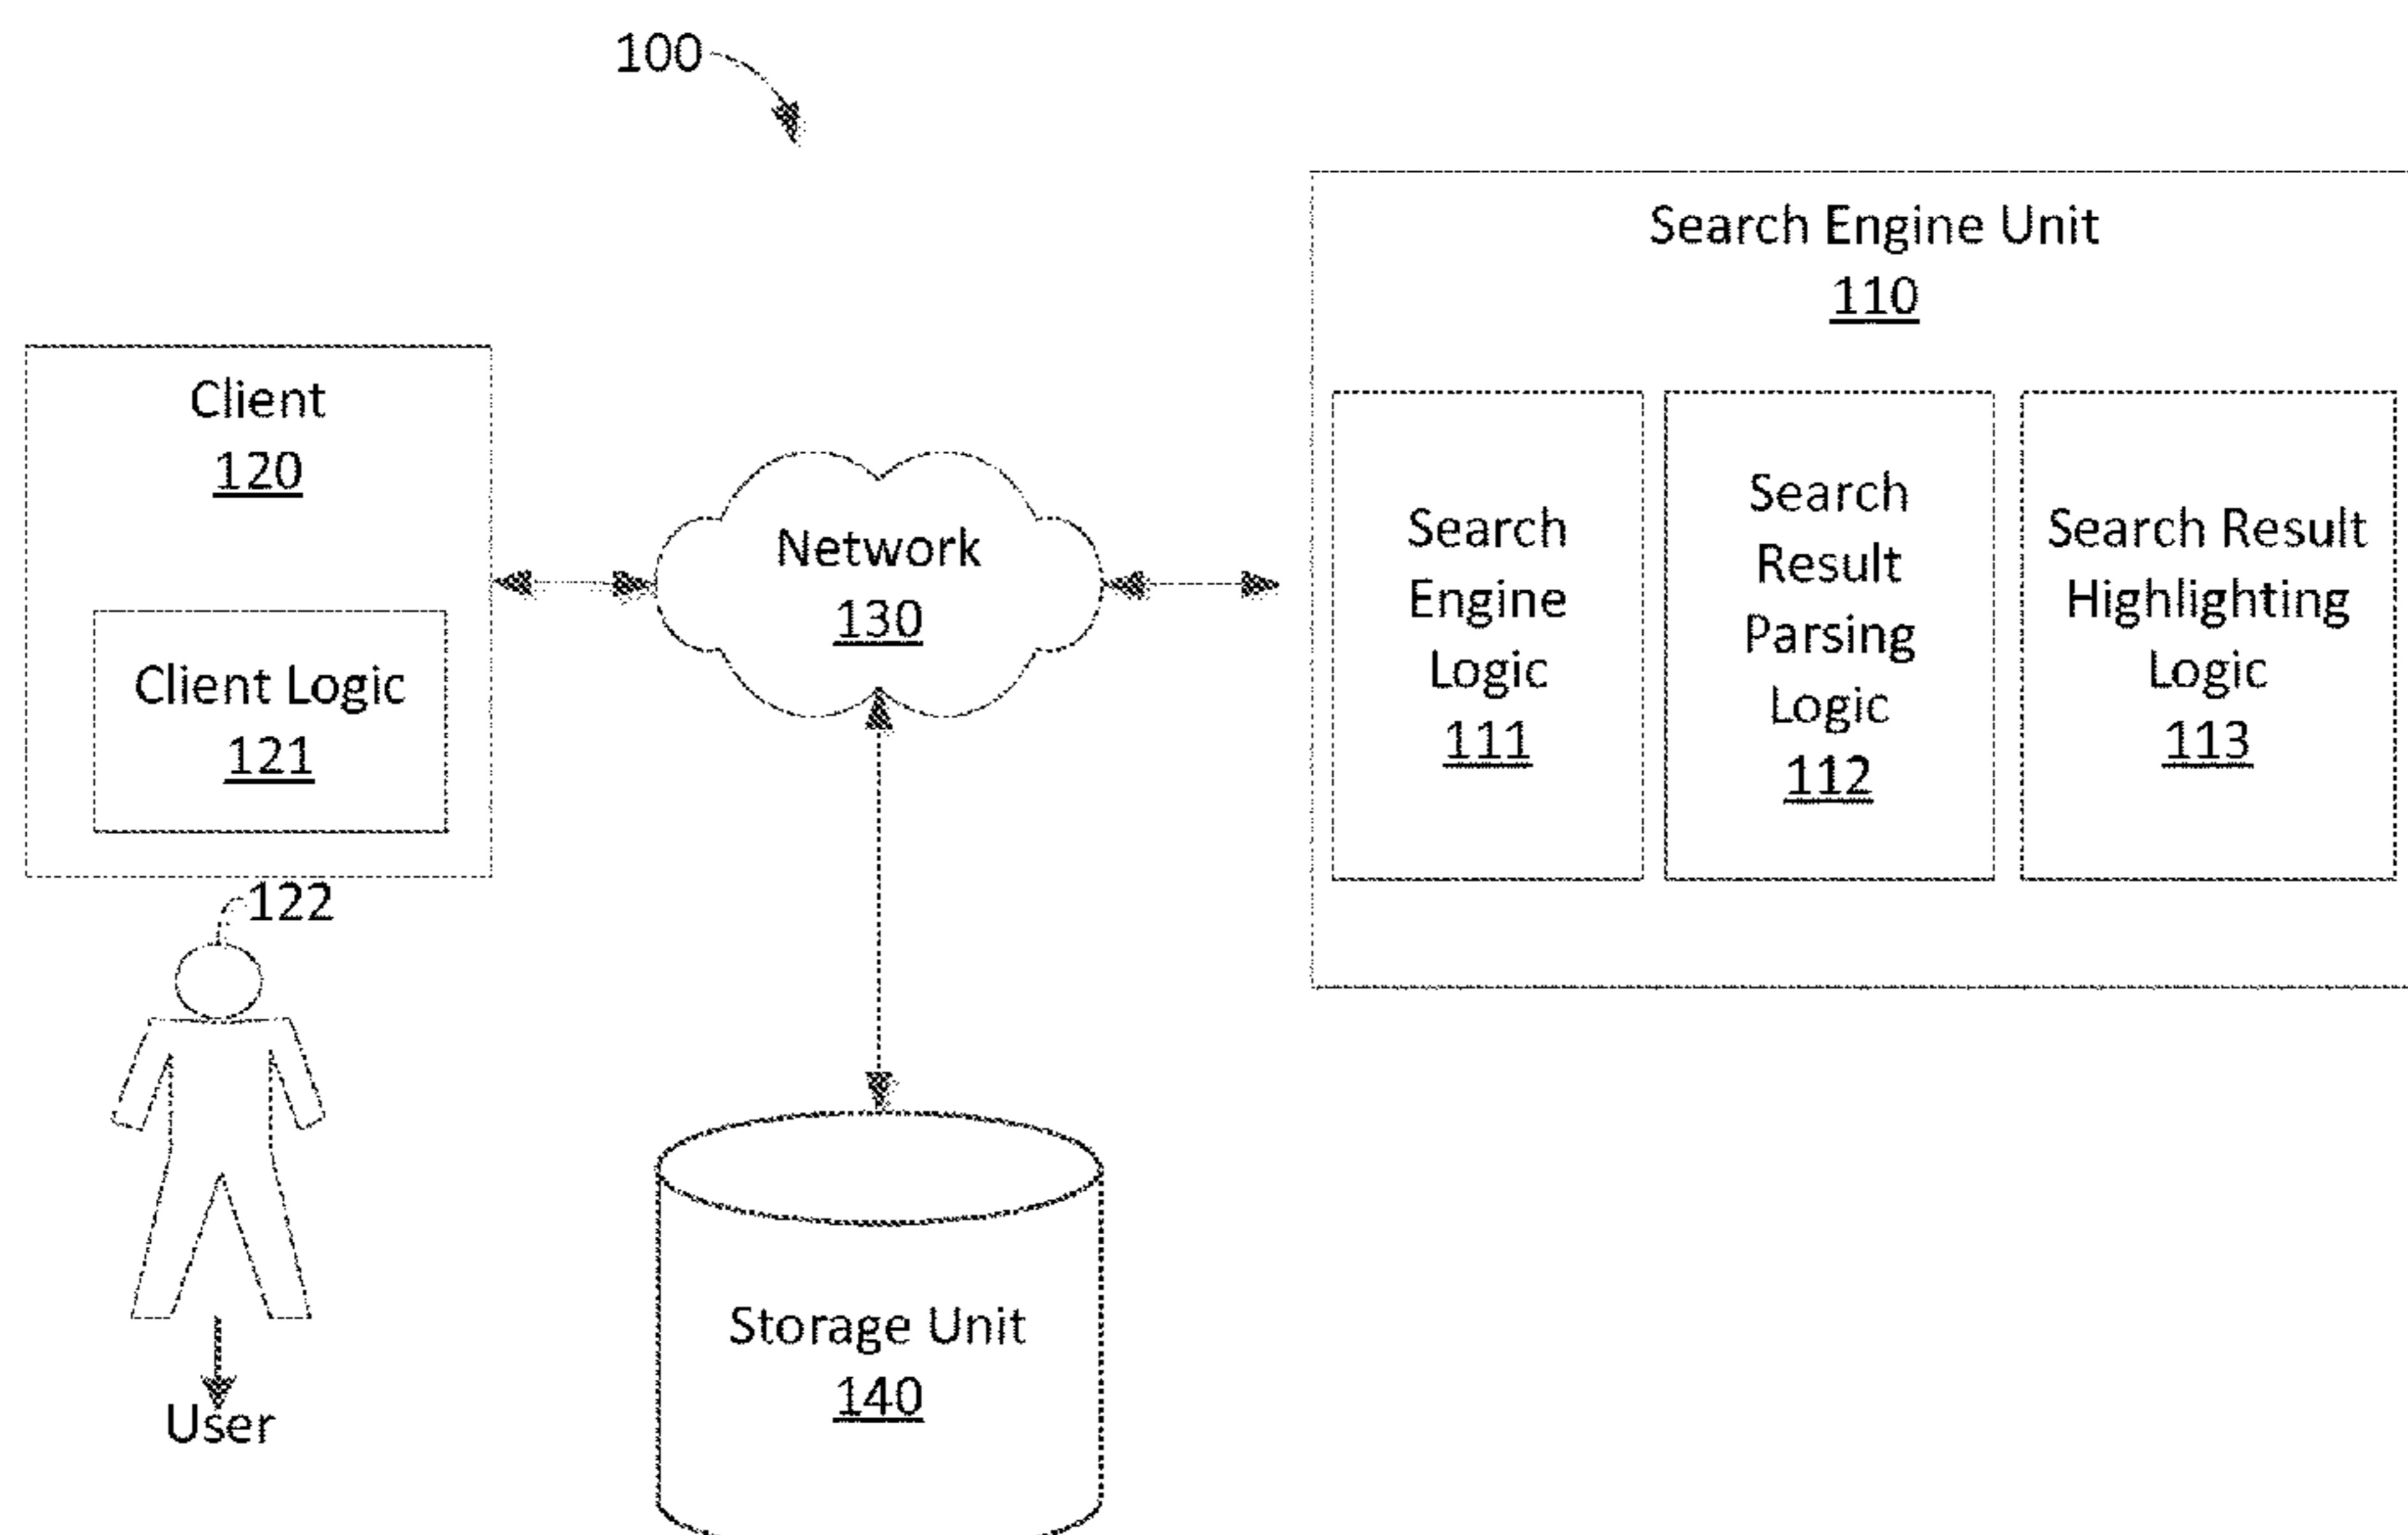 100
Search Engine Unit
110
Client
120
Client Logic
121
122
User
Network
130
Storage Unit
140
Search
Engine
Logic
111
Search
Result
Parsing
Logic
112
Search Result
Highlighting
Logic
113